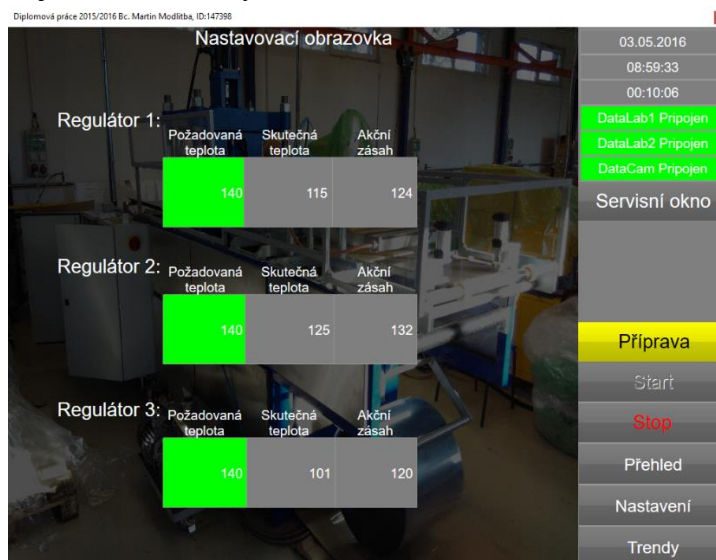 Diplomová práce 2015/2016 Bc. Martin Modlitba, ID:147398
Nastavovací obrazovka
Regulátor 1:
Požadovaná teplota
Skutečná teplota
Akční zásah
140 115 124
Regulátor 2:
Požadovaná teplota
Skutečná teplota
Akční zásah
140 125 132
Regulátor 3:
Požadovaná teplota
Skutečná teplota
Akční zásah
140 101 120
03.05.2016
08:59:33
00:10:06
DataLab1 Pripojen
DataLab2 Pripojen
DataCam Pripojen
Servisní okno
Příprava
Start
Stop
Přehled
Nastavení
Trendy